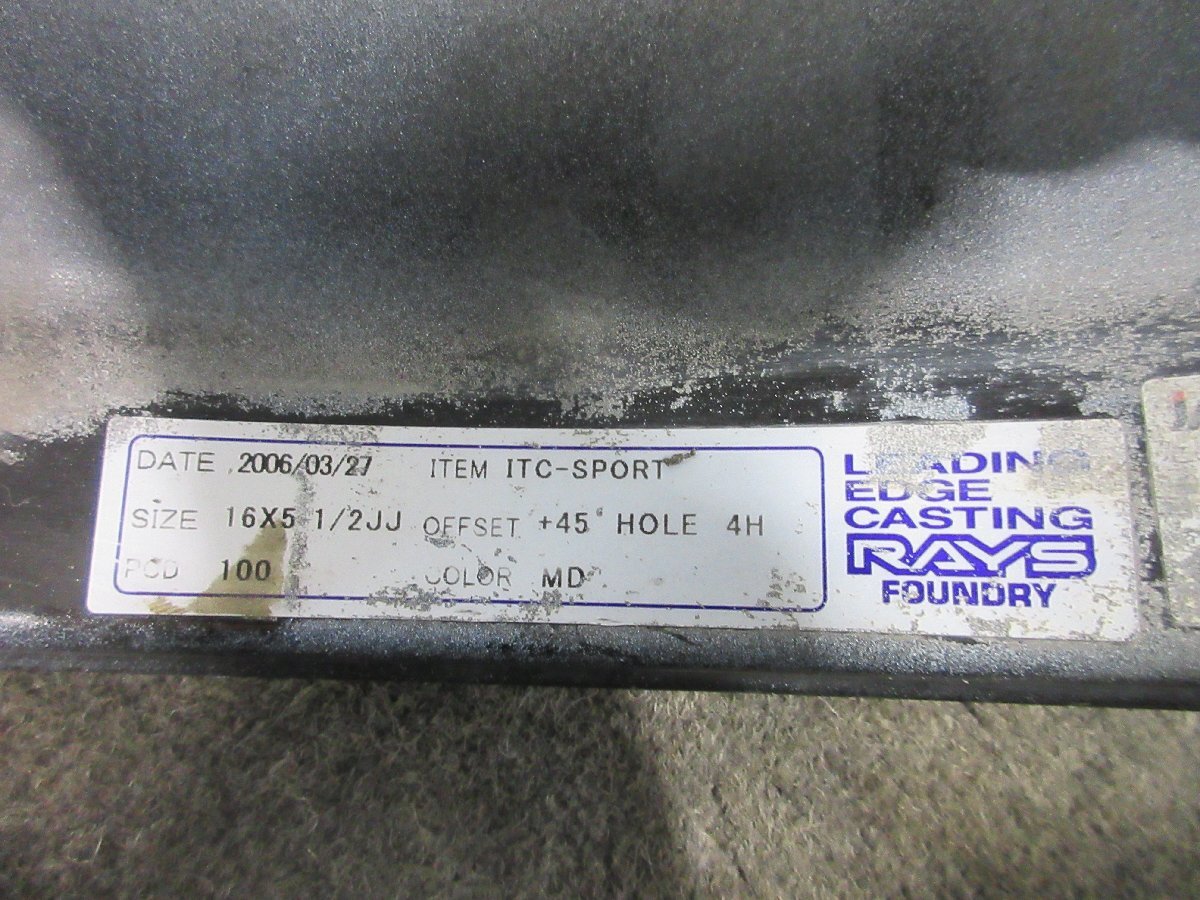 DATE 2006/03/27 ITEM ITC-SPORT
SIZE 16X5 1/2JJ OFFSET +45 HOLE 4H
PCD 100 COLOR MD
LEADING
EDGE
CASTING
RAYS
FOUNDRY